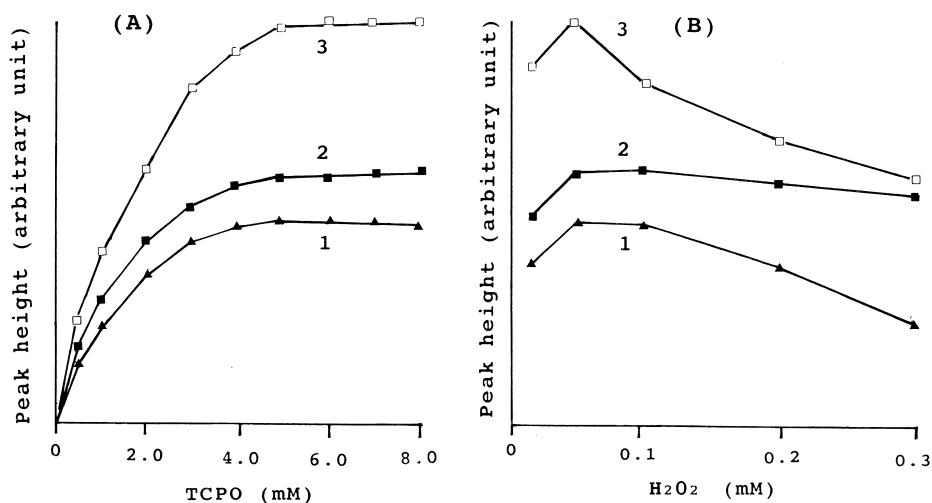 (A)
Peak height (arbitrary unit)
3
2
1
0
2.0
4.0
6.0
8.0
TCPO (mM)
(B)
Peak height (arbitrary unit)
3
2
1
0
0.1
0.2
0.3
H2O2 (mM)